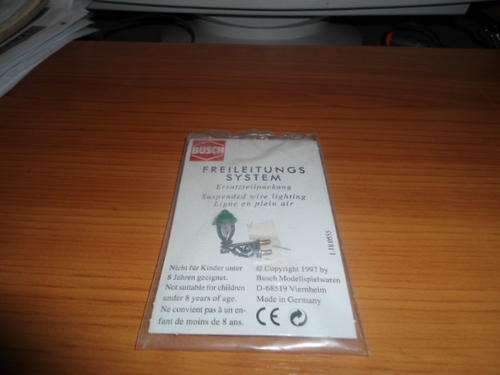 BUSCH
FREILEITUNGS
SYSTEM
Ersatzteilpackung
Suspended wire lighting
Ligne en plein air
Nicht für Kinder unter
8 Jahren geeignet.
Not suitable for children
under 8 years of age.
Ne convient pas à un en-
fant de moins de 8 ans.
© Copyright 1997 by
Busch Modellspielwaren
D-68519 Viernheim
Made in Germany
CE